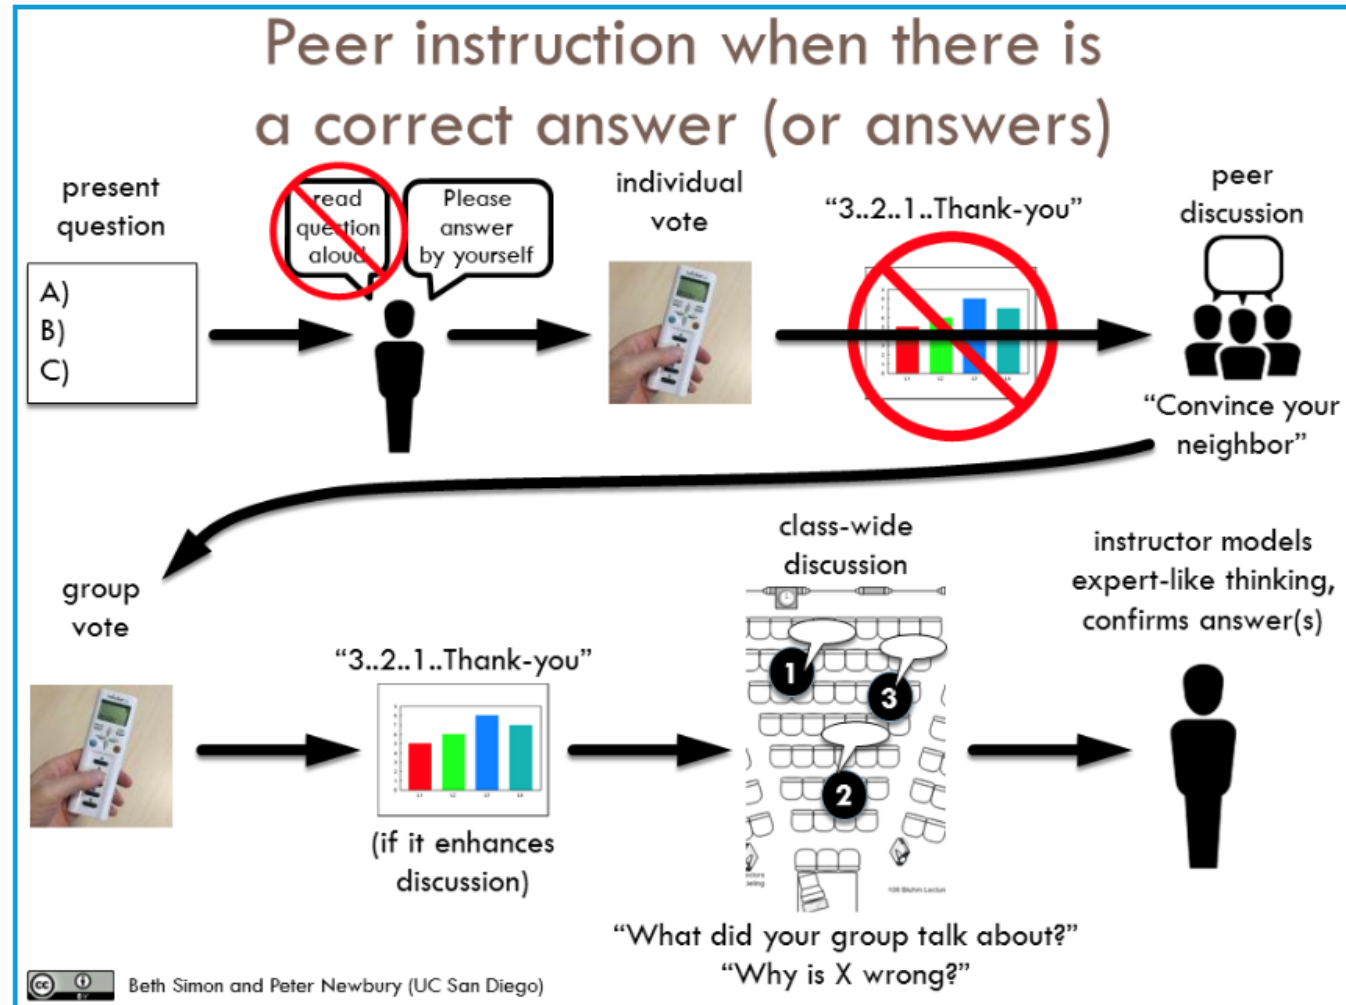 Peer instruction when there is
a correct answer (or answers)
present
question
A)
B)
C)
read
question
aloud
Please
answer
by yourself
individual
vote
“3..2..1..Thank-you”
peer
discussion
“Convince your
neighbor”
group
vote
“3..2..1..Thank-you”
(if it enhances
discussion)
class-wide
discussion
1
3
2
“What did your group talk about?”
“Why is X wrong?”
instructor models
expert-like thinking,
confirms answer(s)
cc
BY
Beth Simon and Peter Newbury (UC San Diego)